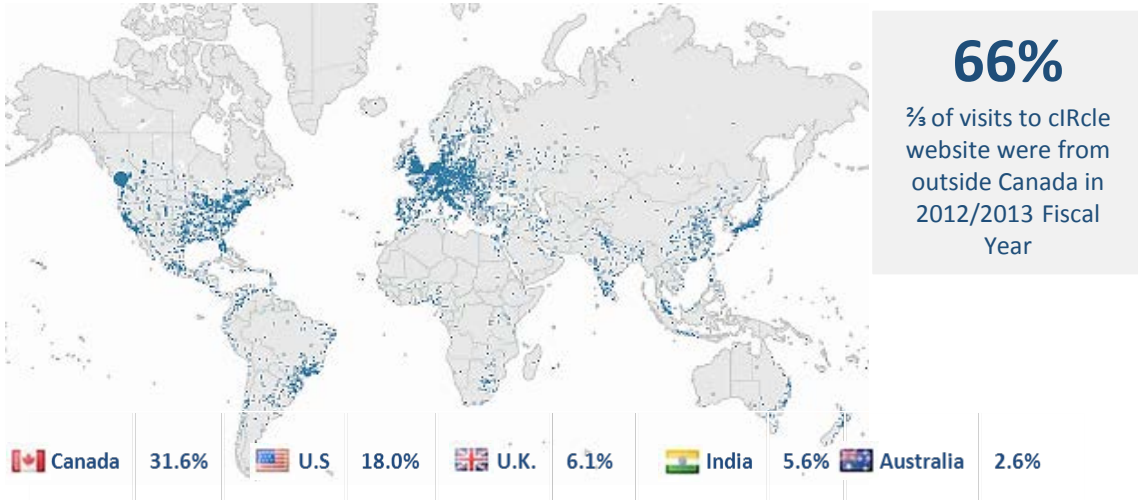 66%
⅔ of visits to cIRcle
website were from
outside Canada in
2012/2013 Fiscal
Year
Canada 31.6% U.S 18.0% U.K. 6.1% India 5.6% Australia 2.6%